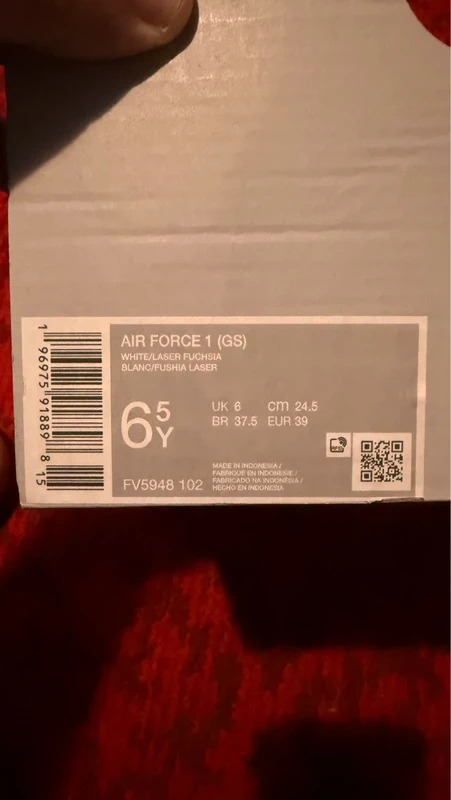 AIR FORCE 1 (GS)
WHITE/LASER FUCHSIA
BLANC/FUSHIA LASER
6 5 Y
UK 6 cm 24.5
BR 37.5 EUR 39
FV5948 102
MADE IN INDONESIA /
FABRIQUÉ EN INDONÉSIE /
FABRICADO NA INDONÉSIA /
HECHO EN INDONESIA
1 96975 91889 8 15